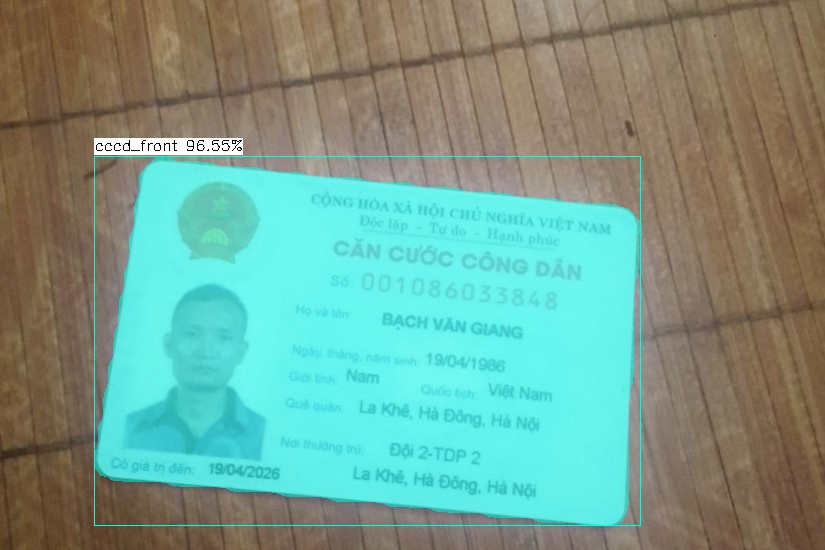 cccd_front 96.55%
CỘNG HÒA XÃ HỘI CHỦ NGHĨA VIỆT NAM
Độc lập - Tự do - Hạnh phúc
CĂN CƯỚC CÔNG DÂN
Số: 001086033848
Họ và tên: BẠCH VĂN GIANG
Ngày, tháng, năm sinh: 19/04/1986
Giới tính: Nam Quốc tịch: Việt Nam
Quê quán: La Khê, Hà Đông, Hà Nội
Nơi thường trú: Đội 2-TDP 2
La Khê, Hà Đông, Hà Nội
Có giá trị đến: 19/04/2026